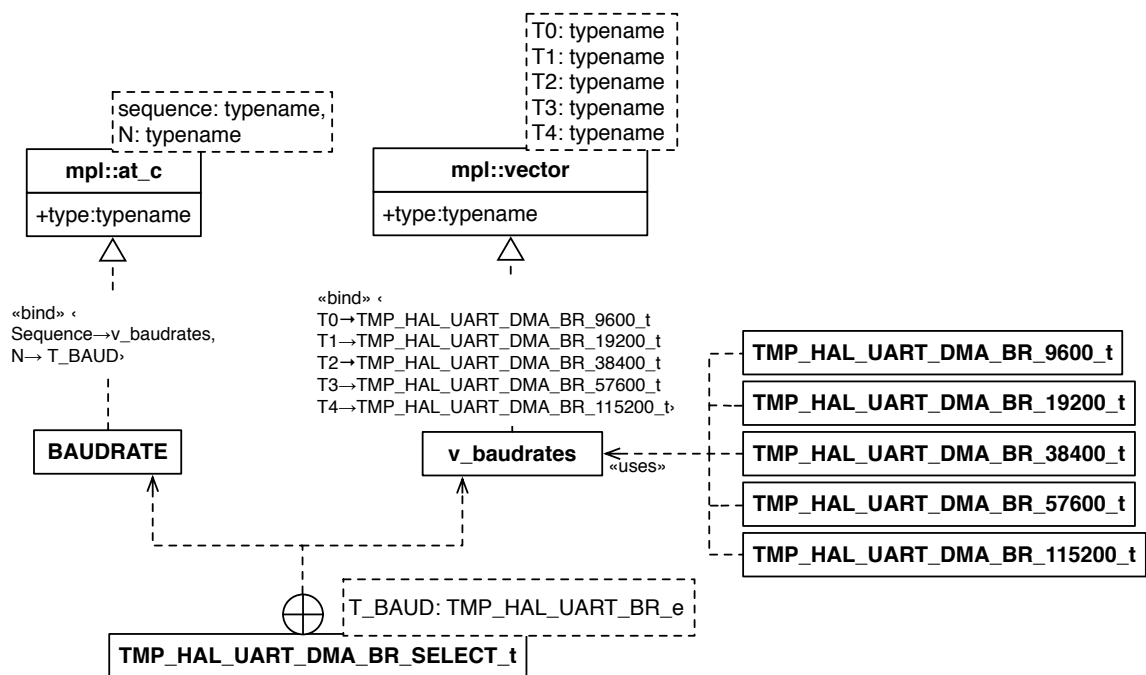 T0: typename
T1: typename
T2: typename
T3: typename
T4: typename
sequence: typename,
N: typename
mpl::at_c
+type:typename
mpl::vector
+type:typename
«bind» ‹
Sequence→v_baudrates,
N→ T_BAUD›
«bind» ‹
T0→TMP_HAL_UART_DMA_BR_9600_t
T1→TMP_HAL_UART_DMA_BR_19200_t
T2→TMP_HAL_UART_DMA_BR_38400_t
T3→TMP_HAL_UART_DMA_BR_57600_t
T4→TMP_HAL_UART_DMA_BR_115200_t›
BAUDRATE
v_baudrates
«uses»
TMP_HAL_UART_DMA_BR_9600_t
TMP_HAL_UART_DMA_BR_19200_t
TMP_HAL_UART_DMA_BR_38400_t
TMP_HAL_UART_DMA_BR_57600_t
TMP_HAL_UART_DMA_BR_115200_t
T_BAUD: TMP_HAL_UART_BR_e
TMP_HAL_UART_DMA_BR_SELECT_t